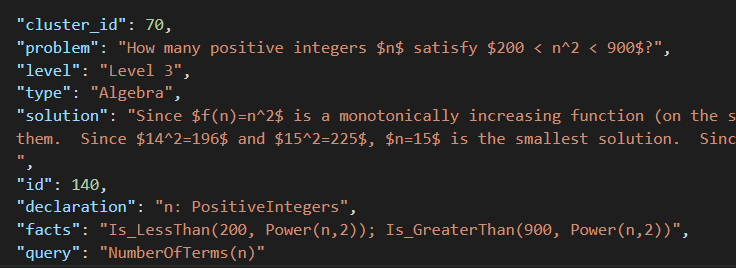 "cluster_id": 70,
"problem": "How many positive integers $n$ satisfy $200 < n^2 < 900$?",
"level": "Level 3",
"type": "Algebra",
"solution": "Since $f(n)=n^2$ is a monotonically increasing function (on the s
them.  Since $14^2=196$ and $15^2=225$, $n=15$ is the smallest solution.  Sinc
",
"id": 140,
"declaration": "n: PositiveIntegers",
"facts": "Is_LessThan(200, Power(n,2)); Is_GreaterThan(900, Power(n,2))",
"query": "NumberOfTerms(n)"